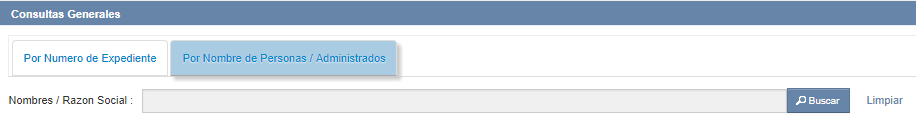 Consultas Generales
Por Numero de Expediente Por Nombre de Personas / Administrados
Nombres / Razon Social : Buscar Limpiar